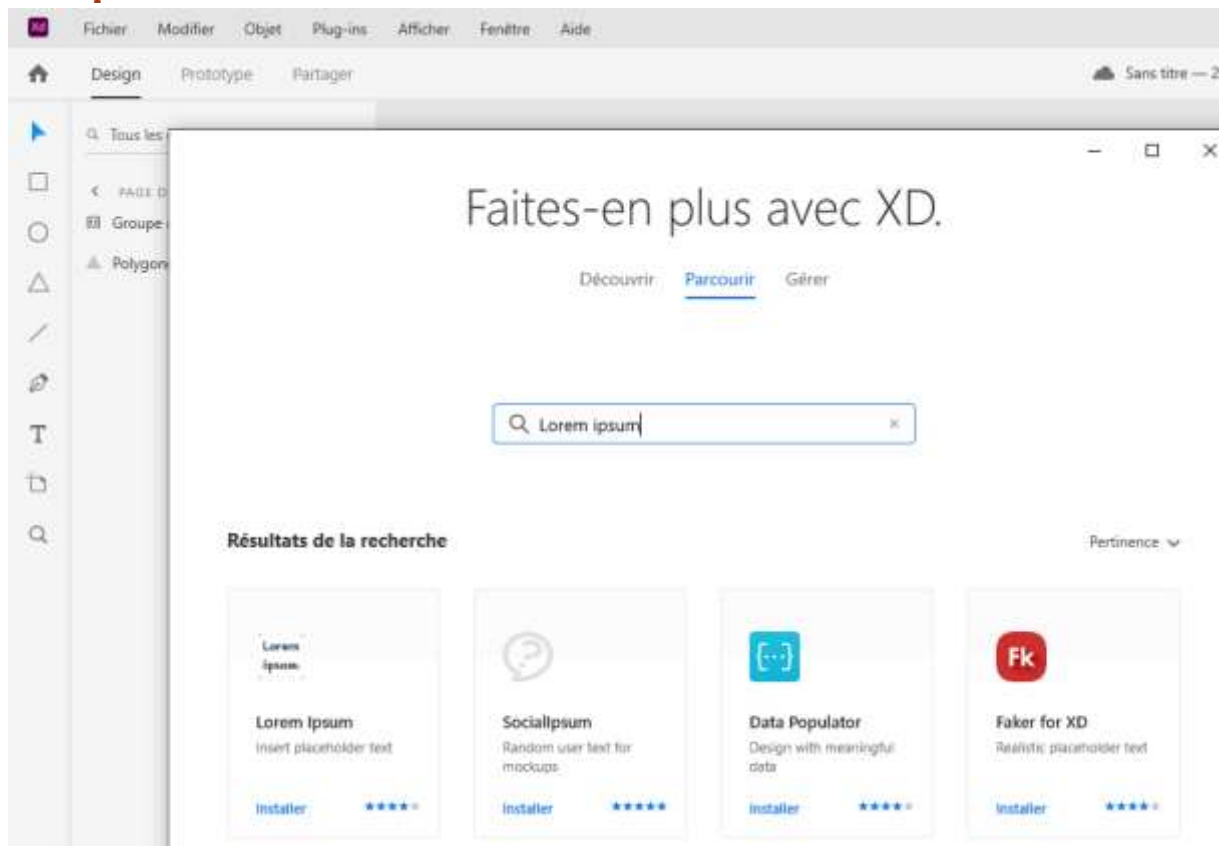 Xd Fichier Modifier Objet Plug-ins Afficher Fenêtre Aide
Design Prototype Partager Sans titre — 2
Tous les
PAGE D
Groupe
Polygone
Faites-en plus avec XD.
Découvrir Parcourir Gérer
Lorem ipsum
Résultats de la recherche Pertinence
Lorem
ipsum
Fk
Lorem Ipsum SocialIpsum Data Populator Faker for XD
Insert placeholder text Random user text for Design with meaningful Realistic placeholder text
mockups data
Installer Installer Installer Installer